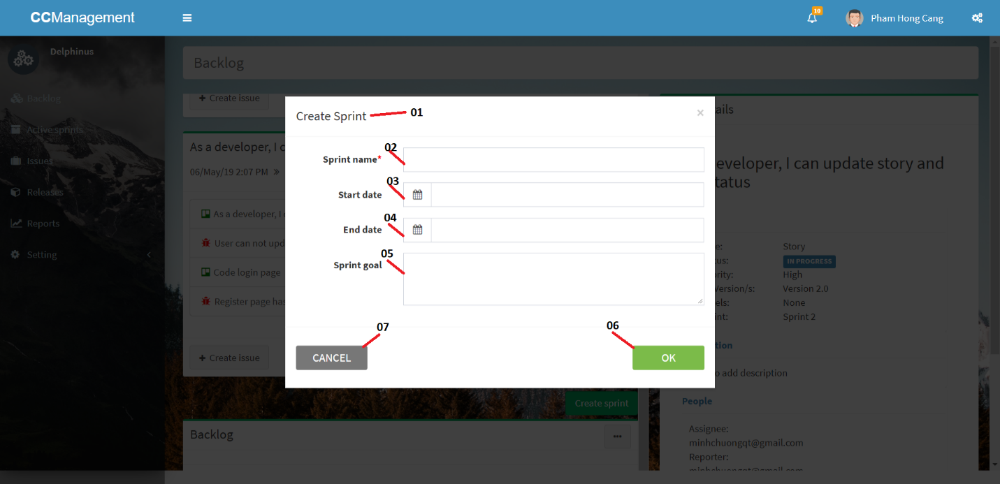 CCManagement
10
Pham Hong Cang
Delphinus
Backlog
Active sprints
Issues
Releases
Reports
Setting
Backlog
+ Create issue
As a developer, I c
06/May/19 2:07 PM »
As a developer, I
User can not upd
Code login page
Register page has
+ Create issue
Create sprint
Backlog
Create Sprint
01
×
02
Sprint name*
03
Start date
04
End date
05
Sprint goal
07
06
CANCEL
OK
ails
eveloper, I can update story and
tatus
e: Story
tus: IN PROGRESS
rity: High
Version/s: Version 2.0
els: None
nt: Sprint 2
tion
o add description
People
Assignee:
minhchuongqt@gmail.com
Reporter:
minhchuongqt@gmail.com